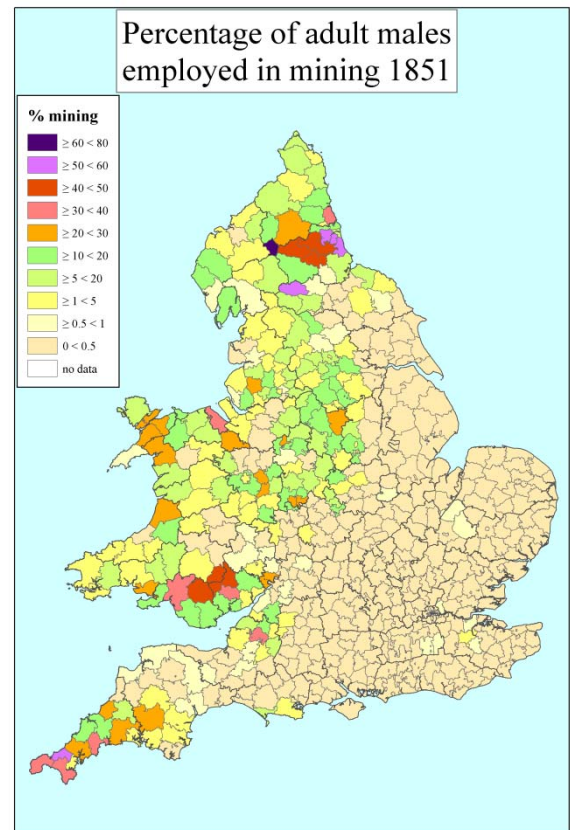 Percentage of adult males
employed in mining 1851
% mining
≥ 60 < 80
≥ 50 < 60
≥ 40 < 50
≥ 30 < 40
≥ 20 < 30
≥ 10 < 20
≥ 5 < 20
≥ 1 < 5
≥ 0.5 < 1
0 < 0.5
no data